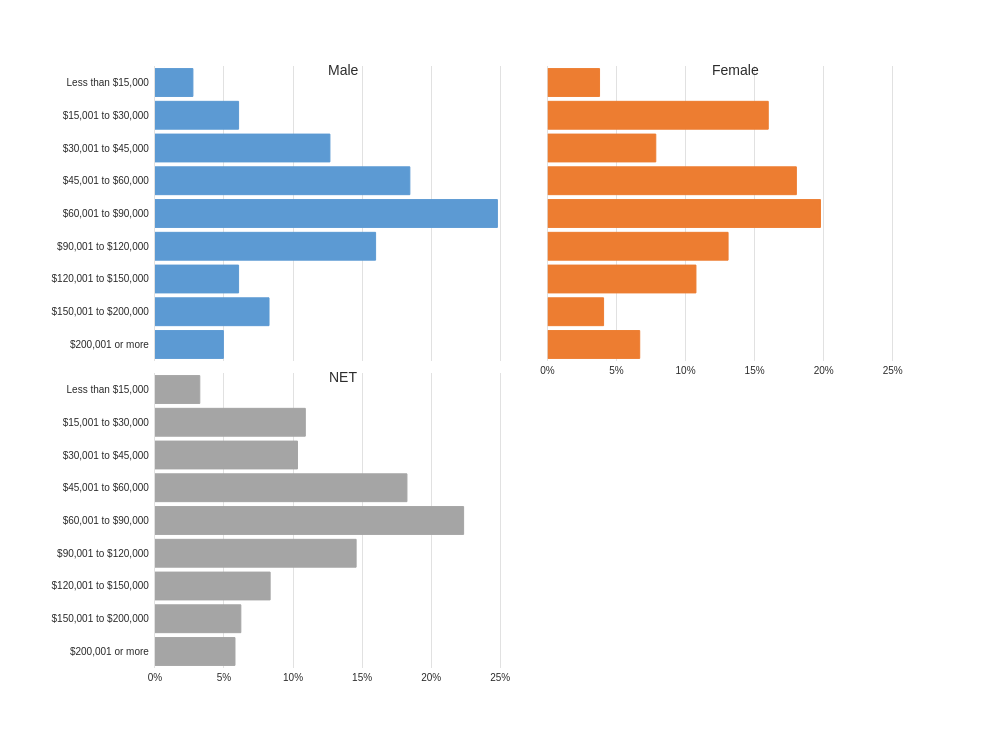 Male
Female
Less than $15,000
$15,001 to $30,000
$30,001 to $45,000
$45,001 to $60,000
$60,001 to $90,000
$90,001 to $120,000
$120,001 to $150,000
$150,001 to $200,000
$200,001 or more
0% 5% 10% 15% 20% 25%
NET
Less than $15,000
$15,001 to $30,000
$30,001 to $45,000
$45,001 to $60,000
$60,001 to $90,000
$90,001 to $120,000
$120,001 to $150,000
$150,001 to $200,000
$200,001 or more
0% 5% 10% 15% 20% 25%